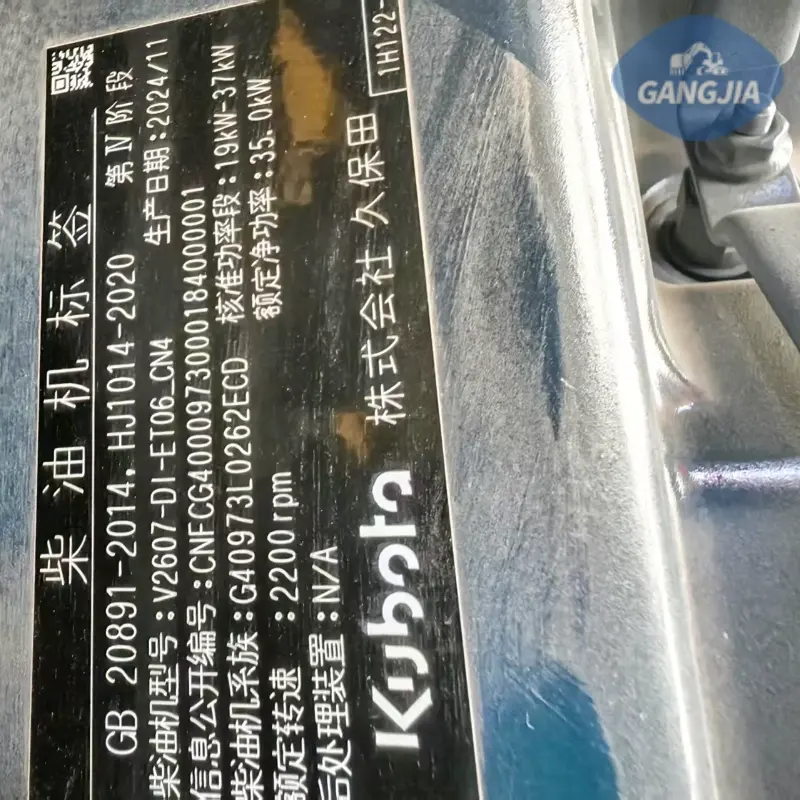 柴油机标签
GB 20891-2014, HJ1014-2020 第Ⅳ阶段
柴油机型号:V2607-DI-ET06_CN4 生产日期:2024/11
信息公开编号:CNFCG4000973000184000001
柴油机系族:G40973L0262ECD 核准功率段:19kW-37kW
额定转速:2200rpm 额定净功率:35.0kW
后处理装置:N/A
Kubota 株式会社 久保田
1H122-
GANGJIA